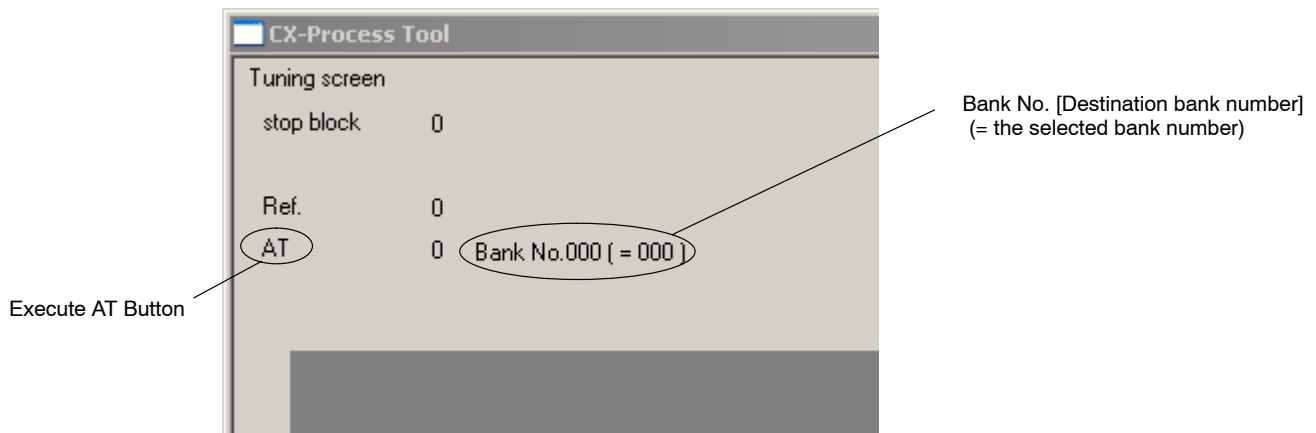 CX-Process Tool
Tuning screen
stop block 0
Bank No. [Destination bank number]
(= the selected bank number)
Ref. 0
AT 0 Bank No.000 ( = 000 )
Execute AT Button